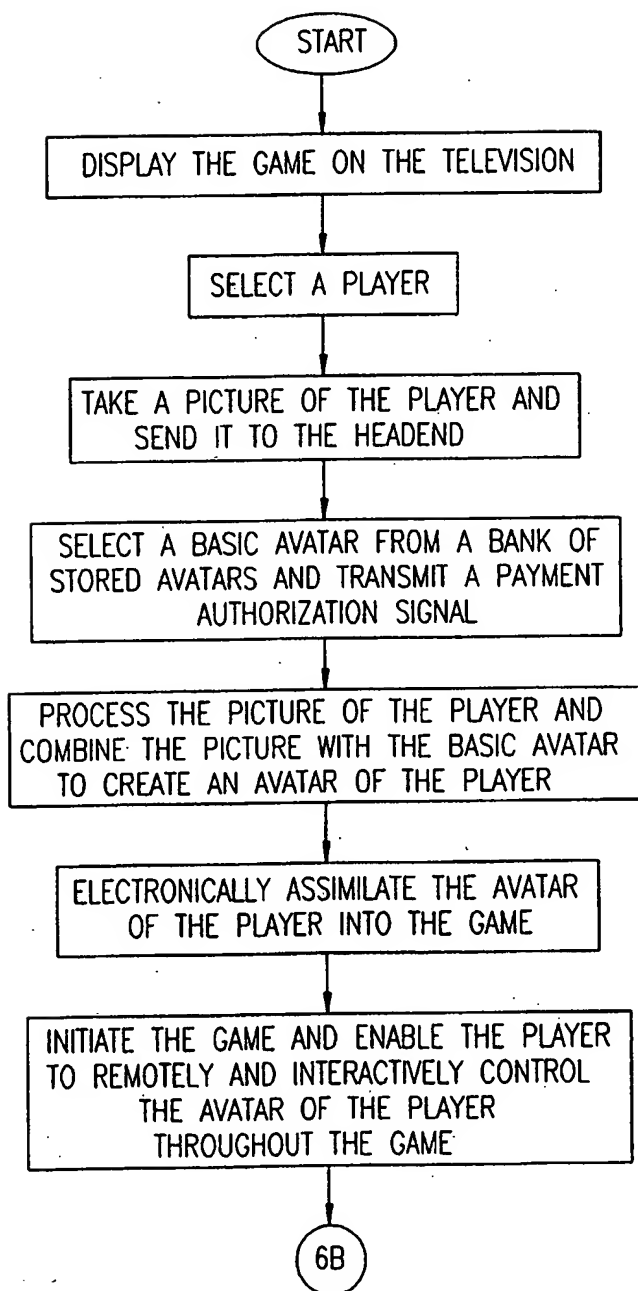 START
DISPLAY THE GAME ON THE TELEVISION
SELECT A PLAYER
TAKE A PICTURE OF THE PLAYER AND
SEND IT TO THE HEADEND
SELECT A BASIC AVATAR FROM A BANK OF
STORED AVATARS AND TRANSMIT A PAYMENT
AUTHORIZATION SIGNAL
PROCESS THE PICTURE OF THE PLAYER AND
COMBINE THE PICTURE WITH THE BASIC AVATAR
TO CREATE AN AVATAR OF THE PLAYER
ELECTRONICALLY ASSIMILATE THE AVATAR
OF THE PLAYER INTO THE GAME
INITIATE THE GAME AND ENABLE THE PLAYER
TO REMOTELY AND INTERACTIVELY CONTROL
THE AVATAR OF THE PLAYER
THROUGHOUT THE GAME
6B